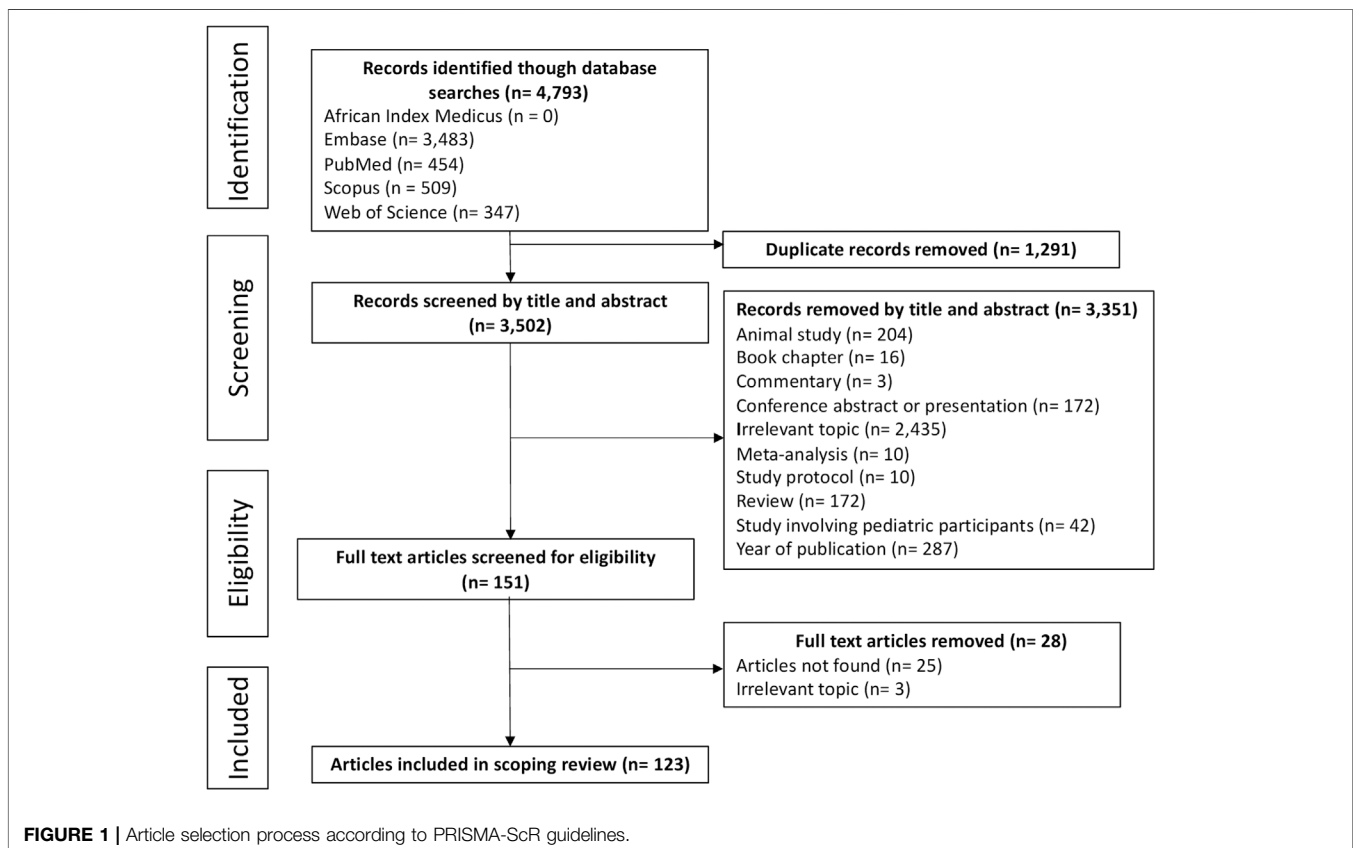 Identification
Records identified though database
searches (n= 4,793)
African Index Medicus (n = 0)
Embase (n= 3,483)
PubMed (n= 454)
Scopus (n = 509)
Web of Science (n= 347)
Duplicate records removed (n= 1,291)
Screening
Records screened by title and abstract
(n= 3,502)
Records removed by title and abstract (n= 3,351)
Animal study (n= 204)
Book chapter (n= 16)
Commentary (n= 3)
Conference abstract or presentation (n= 172)
Irrelevant topic (n= 2,435)
Meta-analysis (n= 10)
Study protocol (n= 10)
Review (n= 172)
Study involving pediatric participants (n= 42)
Year of publication (n= 287)
Eligibility
Full text articles screened for eligibility
(n= 151)
Full text articles removed (n= 28)
Articles not found (n= 25)
Irrelevant topic (n= 3)
Included
Articles included in scoping review (n= 123)
FIGURE 1 | Article selection process according to PRISMA-ScR guidelines.